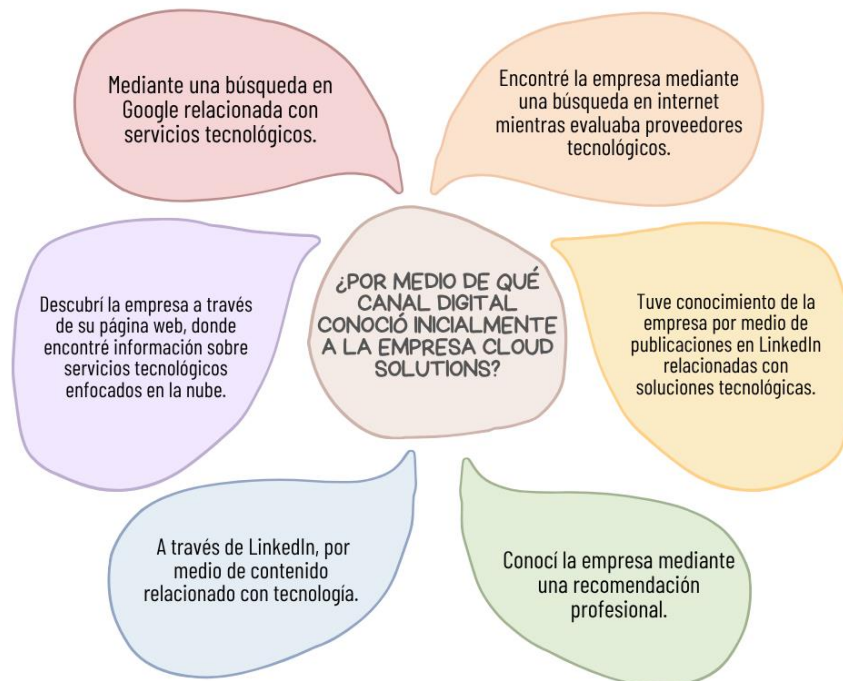 Mediante una búsqueda en
Google relacionada con
servicios tecnológicos.
Encontré la empresa mediante
una búsqueda en internet
mientras evaluaba proveedores
tecnológicos.
Descubrí la empresa a través
de su página web, donde
encontré información sobre
servicios tecnológicos
enfocados en la nube.
¿POR MEDIO DE QUÉ
CANAL DIGITAL
CONOCIÓ INICIALMENTE
A LA EMPRESA CLOUD
SOLUTIONS?
Tuve conocimiento de la
empresa por medio de
publicaciones en LinkedIn
relacionadas con
soluciones tecnológicas.
A través de LinkedIn, por
medio de contenido
relacionado con tecnología.
Conocí la empresa mediante
una recomendación
profesional.